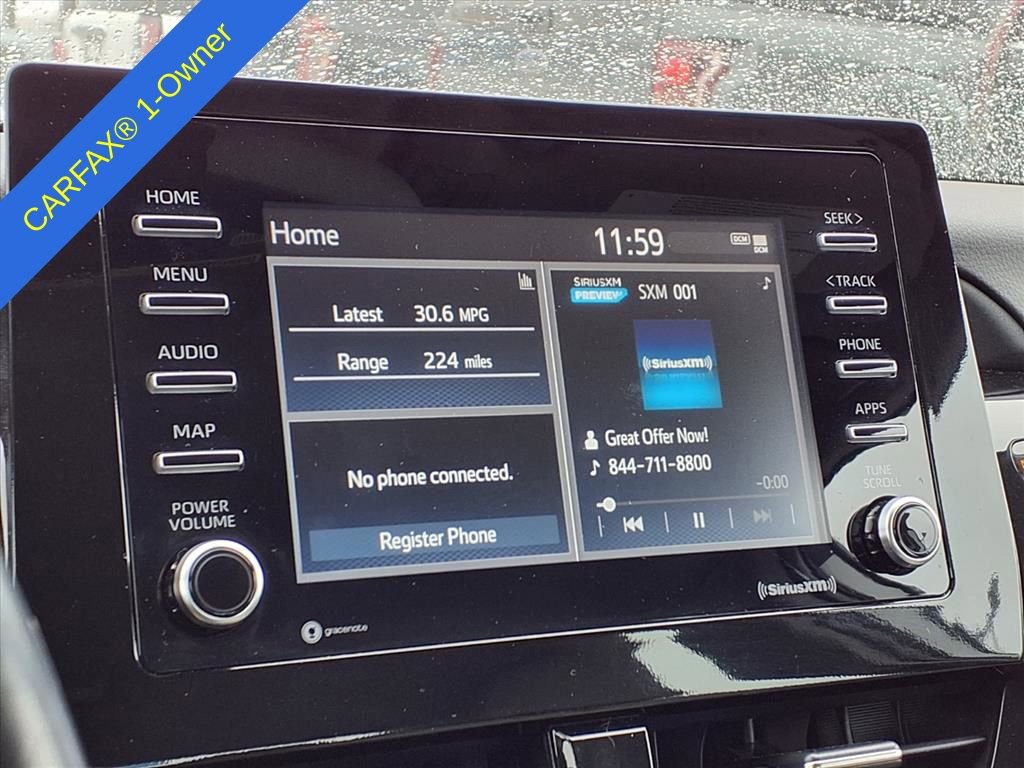 CARFAX® 1-Owner
HOME
MENU
AUDIO
MAP
POWER
VOLUME
Home
11:59
DCM
DCM
Latest 30.6 MPG
Range 224 miles
No phone connected.
Register Phone
SIRIUSXM
PREVIEW
SXM 001
((SiriusXM))
Great Offer Now!
844-711-8800
-0:00
SEEK >
< TRACK
PHONE
APPS
TUNE
SCROLL
gracenote
((SiriusXM))